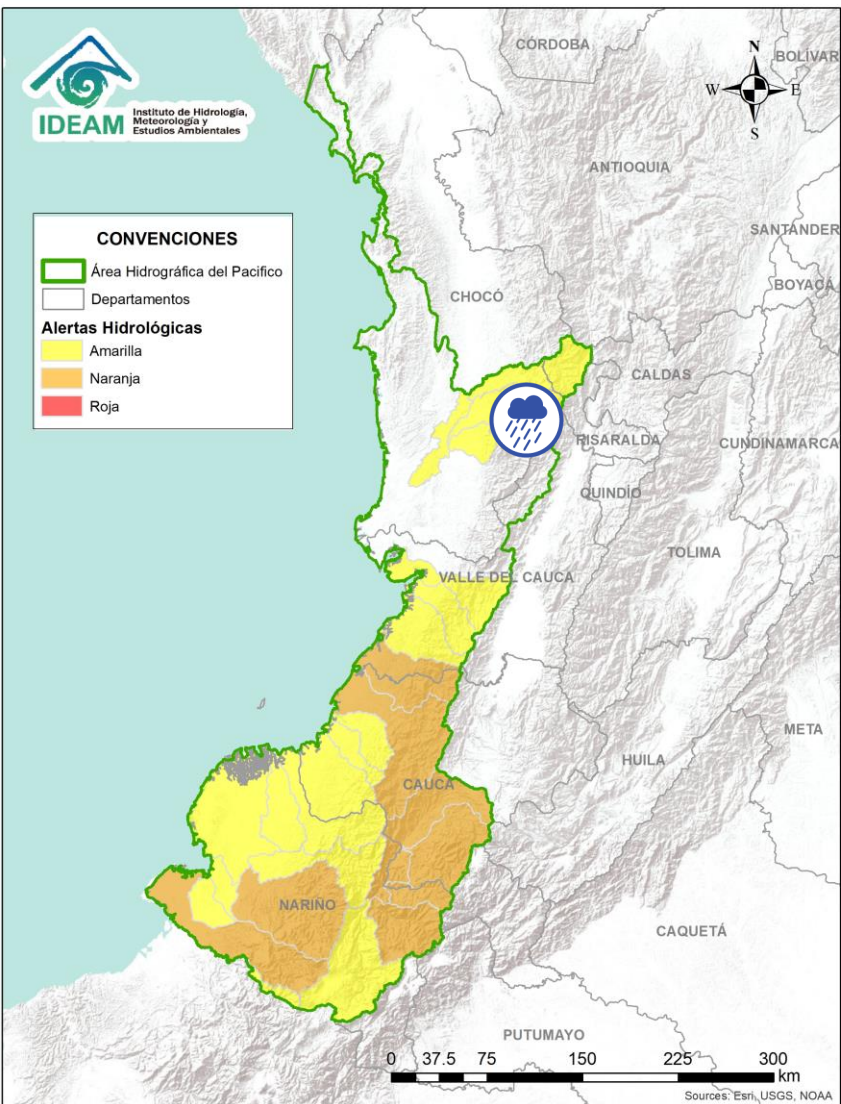 IDEAM
Instituto de Hidrología,
Meteorología y
Estudios Ambientales
N
W E
S
CÓRDOBA
BOLÍVAR
ANTIOQUIA
SANTANDER
BOYACÁ
CONVENCIONES
Área Hidrográfica del Pacifico
Departamentos
Alertas Hidrológicas
Amarilla
Naranja
Roja
CHOCÓ
CALDAS
RISARALDA
CUNDINAMARCA
QUINDÍO
TOLIMA
VALLE DEL CAUCA
META
HUILA
CAUCA
NARIÑO
CAQUETÁ
PUTUMAYO
0 37.5 75 150 225 300
km
Sources: Esri, USGS, NOAA